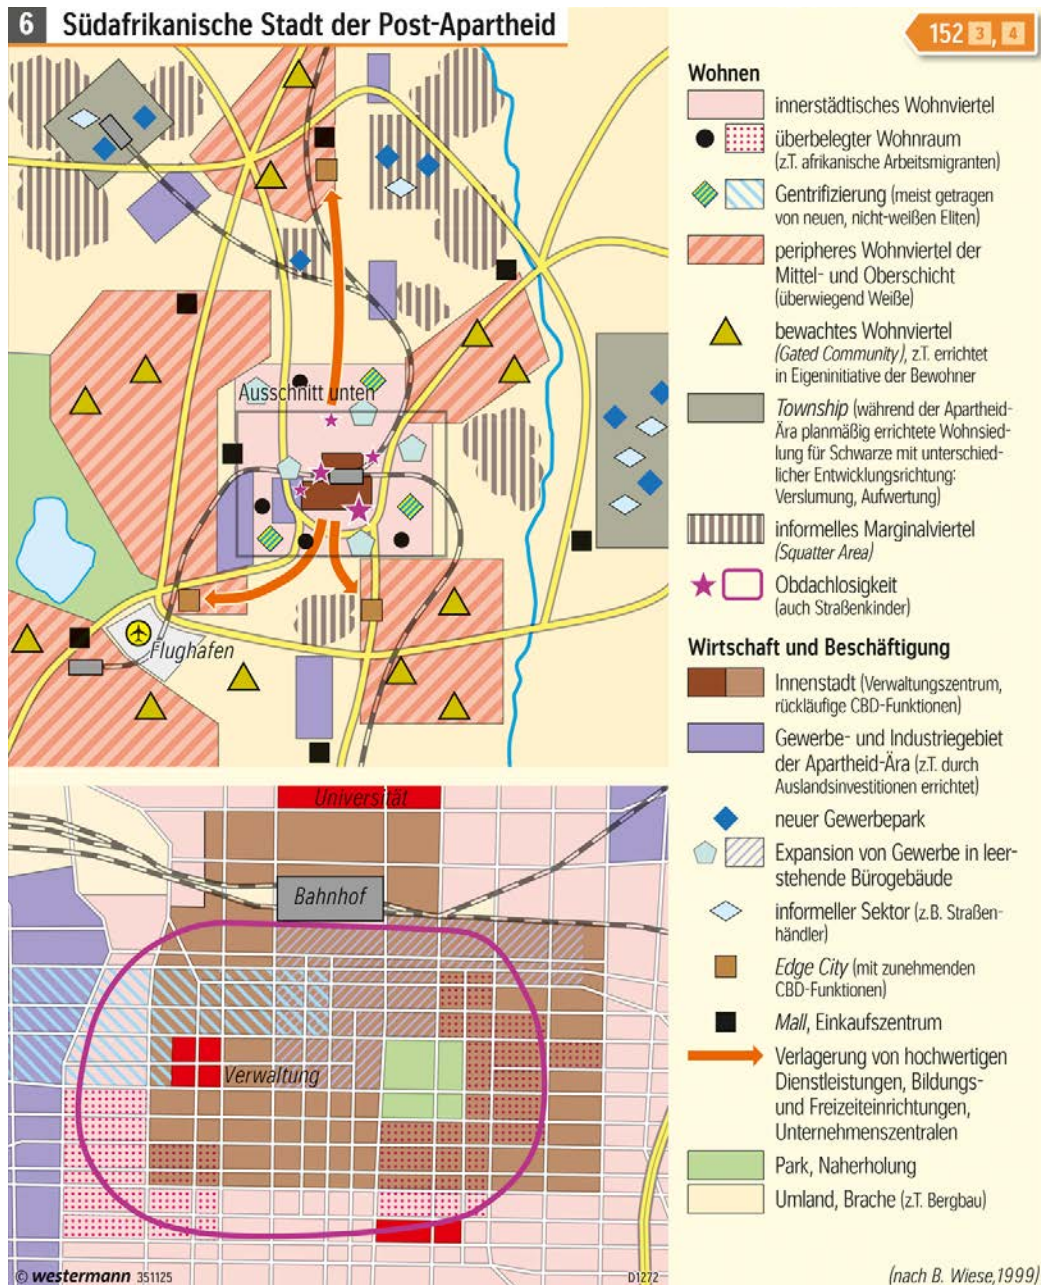 6 Südafrikanische Stadt der Post-Apartheid
152 3, 4
Ausschnitt unten
Flughafen
Universität
Bahnhof
Verwaltung
© westermann 351125
D1272
Wohnen
innerstädtisches Wohnviertel
überbelegter Wohnraum
(z.T. afrikanische Arbeitsmigranten)
Gentrifizierung (meist getragen
von neuen, nicht-weißen Eliten)
peripheres Wohnviertel der
Mittel- und Oberschicht
(überwiegend Weiße)
bewachtes Wohnviertel
(Gated Community), z.T. errichtet
in Eigeninitiative der Bewohner
Township (während der Apartheid-
Ära planmäßig errichtete Wohnsied-
lung für Schwarze mit unterschied-
licher Entwicklungsrichtung:
Verslumung, Aufwertung)
informelles Marginalviertel
(Squatter Area)
Obdachlosigkeit
(auch Straßenkinder)
Wirtschaft und Beschäftigung
Innenstadt (Verwaltungszentrum,
rückläufige CBD-Funktionen)
Gewerbe- und Industriegebiet
der Apartheid-Ära (z.T. durch
Auslandsinvestitionen errichtet)
neuer Gewerbepark
Expansion von Gewerbe in leer-
stehende Bürogebäude
informeller Sektor (z.B. Straßen-
händler)
Edge City (mit zunehmenden
CBD-Funktionen)
Mall, Einkaufszentrum
Verlagerung von hochwertigen
Dienstleistungen, Bildungs-
und Freizeiteinrichtungen,
Unternehmenszentralen
Park, Naherholung
Umland, Brache (z.T. Bergbau)
(nach B. Wiese,1999)